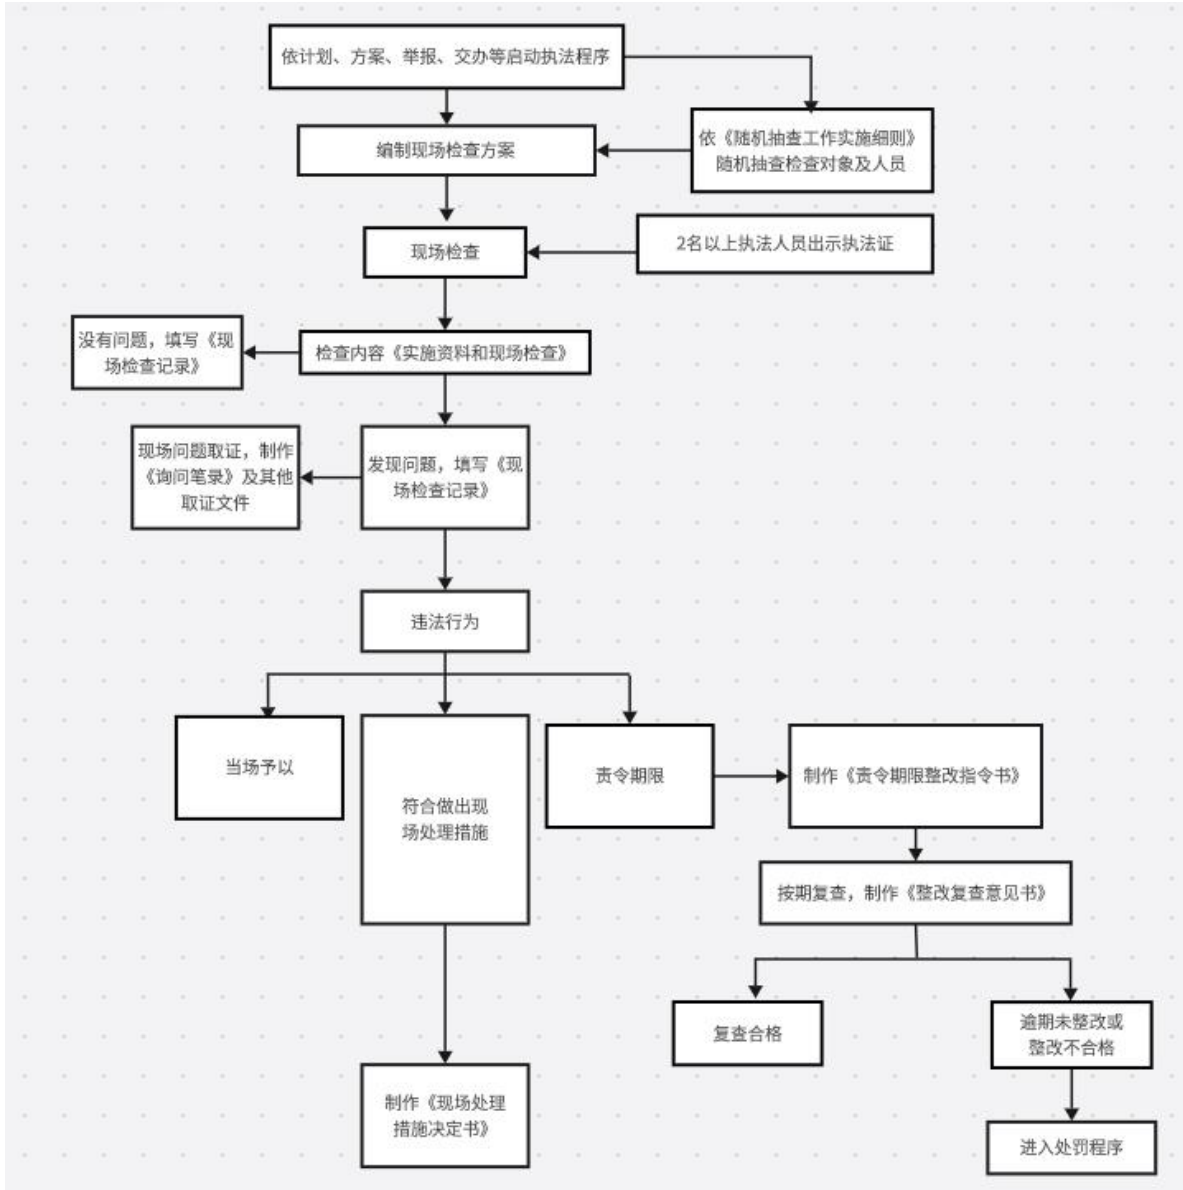 依计划、方案、举报、交办等启动执法程序
编制现场检查方案
依《随机抽查工作实施细则》
随机抽查检查对象及人员
2名以上执法人员出示执法证
现场检查
没有问题，填写《现
场检查记录》
检查内容《实施资料和现场检查》
现场问题取证，制作
《询问笔录》及其他
取证文件
发现问题，填写《现
场检查记录》
违法行为
当场予以
符合做出现
场处理措施
责令期限
制作《责令期限整改指令书》
按期复查，制作《整改复查意见书》
复查合格
逾期未整改或
整改不合格
制作《现场处理
措施决定书》
进入处罚程序